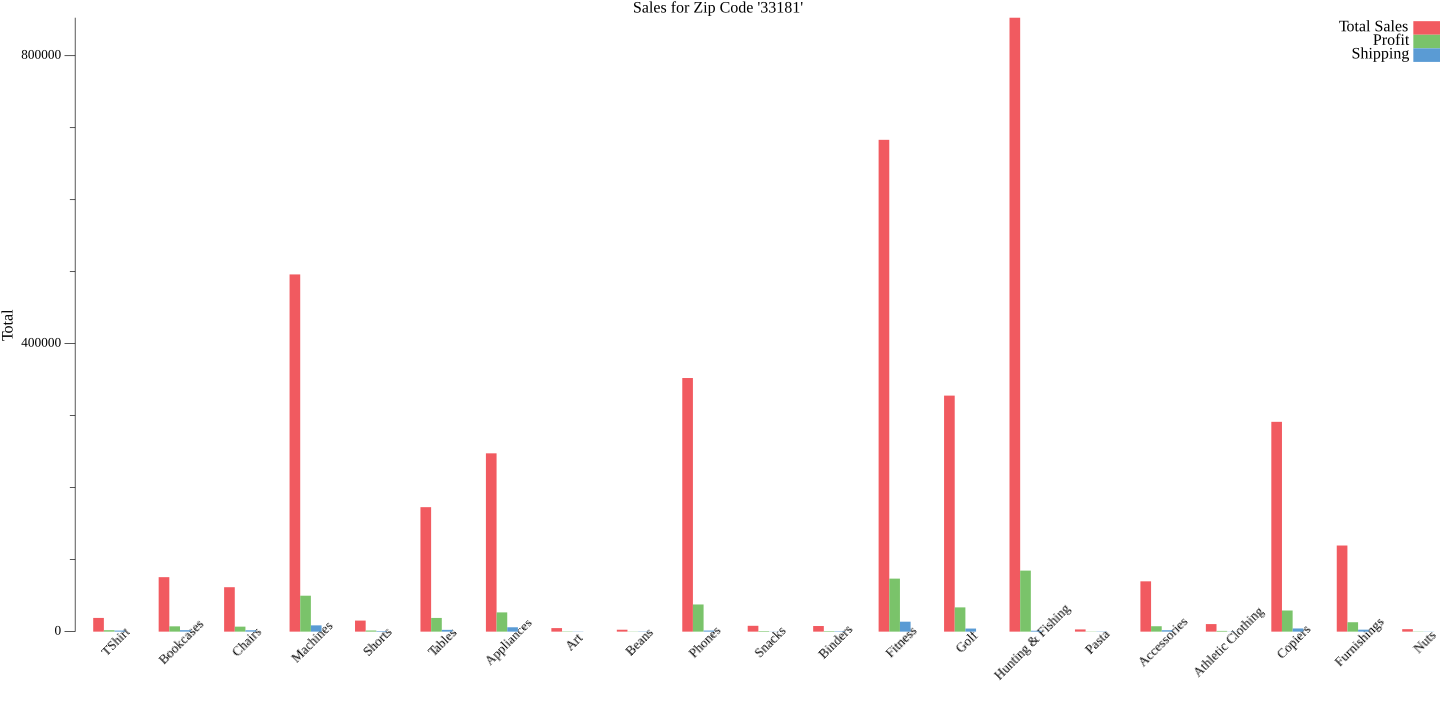 Sales for Zip Code '33181'
Total Sales
Profit
Shipping
Total
800000
400000
0
TShirt
Bookcases
Chairs
Machines
Shorts
Tables
Appliances
Art
Beans
Phones
Snacks
Binders
Fitness
Golf
Hunting & Fishing
Pasta
Accessories
Athletic Clothing
Copiers
Furnishings
Nuts